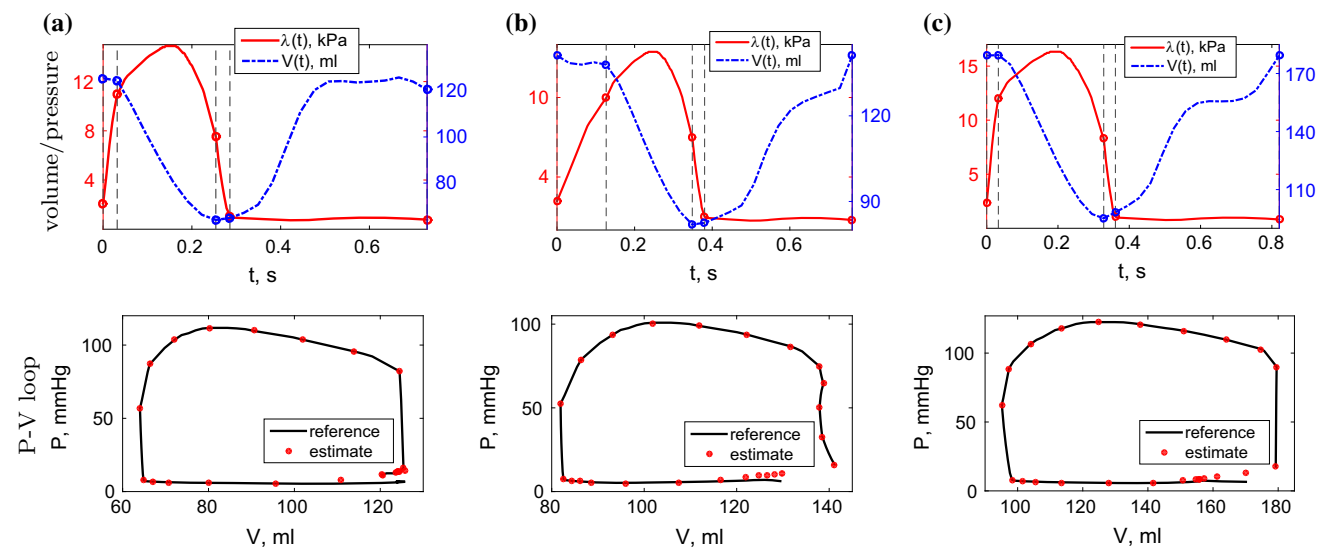 (a)
(b)
(c)
volume/pressure
λ(t), kPa
V(t), ml
12
8
4
120
100
80
0
0.2
0.4
0.6
t, s
λ(t), kPa
V(t), ml
10
4
120
90
0
0.2
0.4
0.6
t, s
λ(t), kPa
V(t), ml
15
10
5
170
140
110
0
0.2
0.4
0.6
0.8
t, s
P-V loop
P, mmHg
100
50
0
60
80
100
120
V, ml
reference
estimate
P, mmHg
100
50
0
80
100
120
140
V, ml
reference
estimate
P, mmHg
100
50
0
100
120
140
160
180
V, ml
reference
estimate